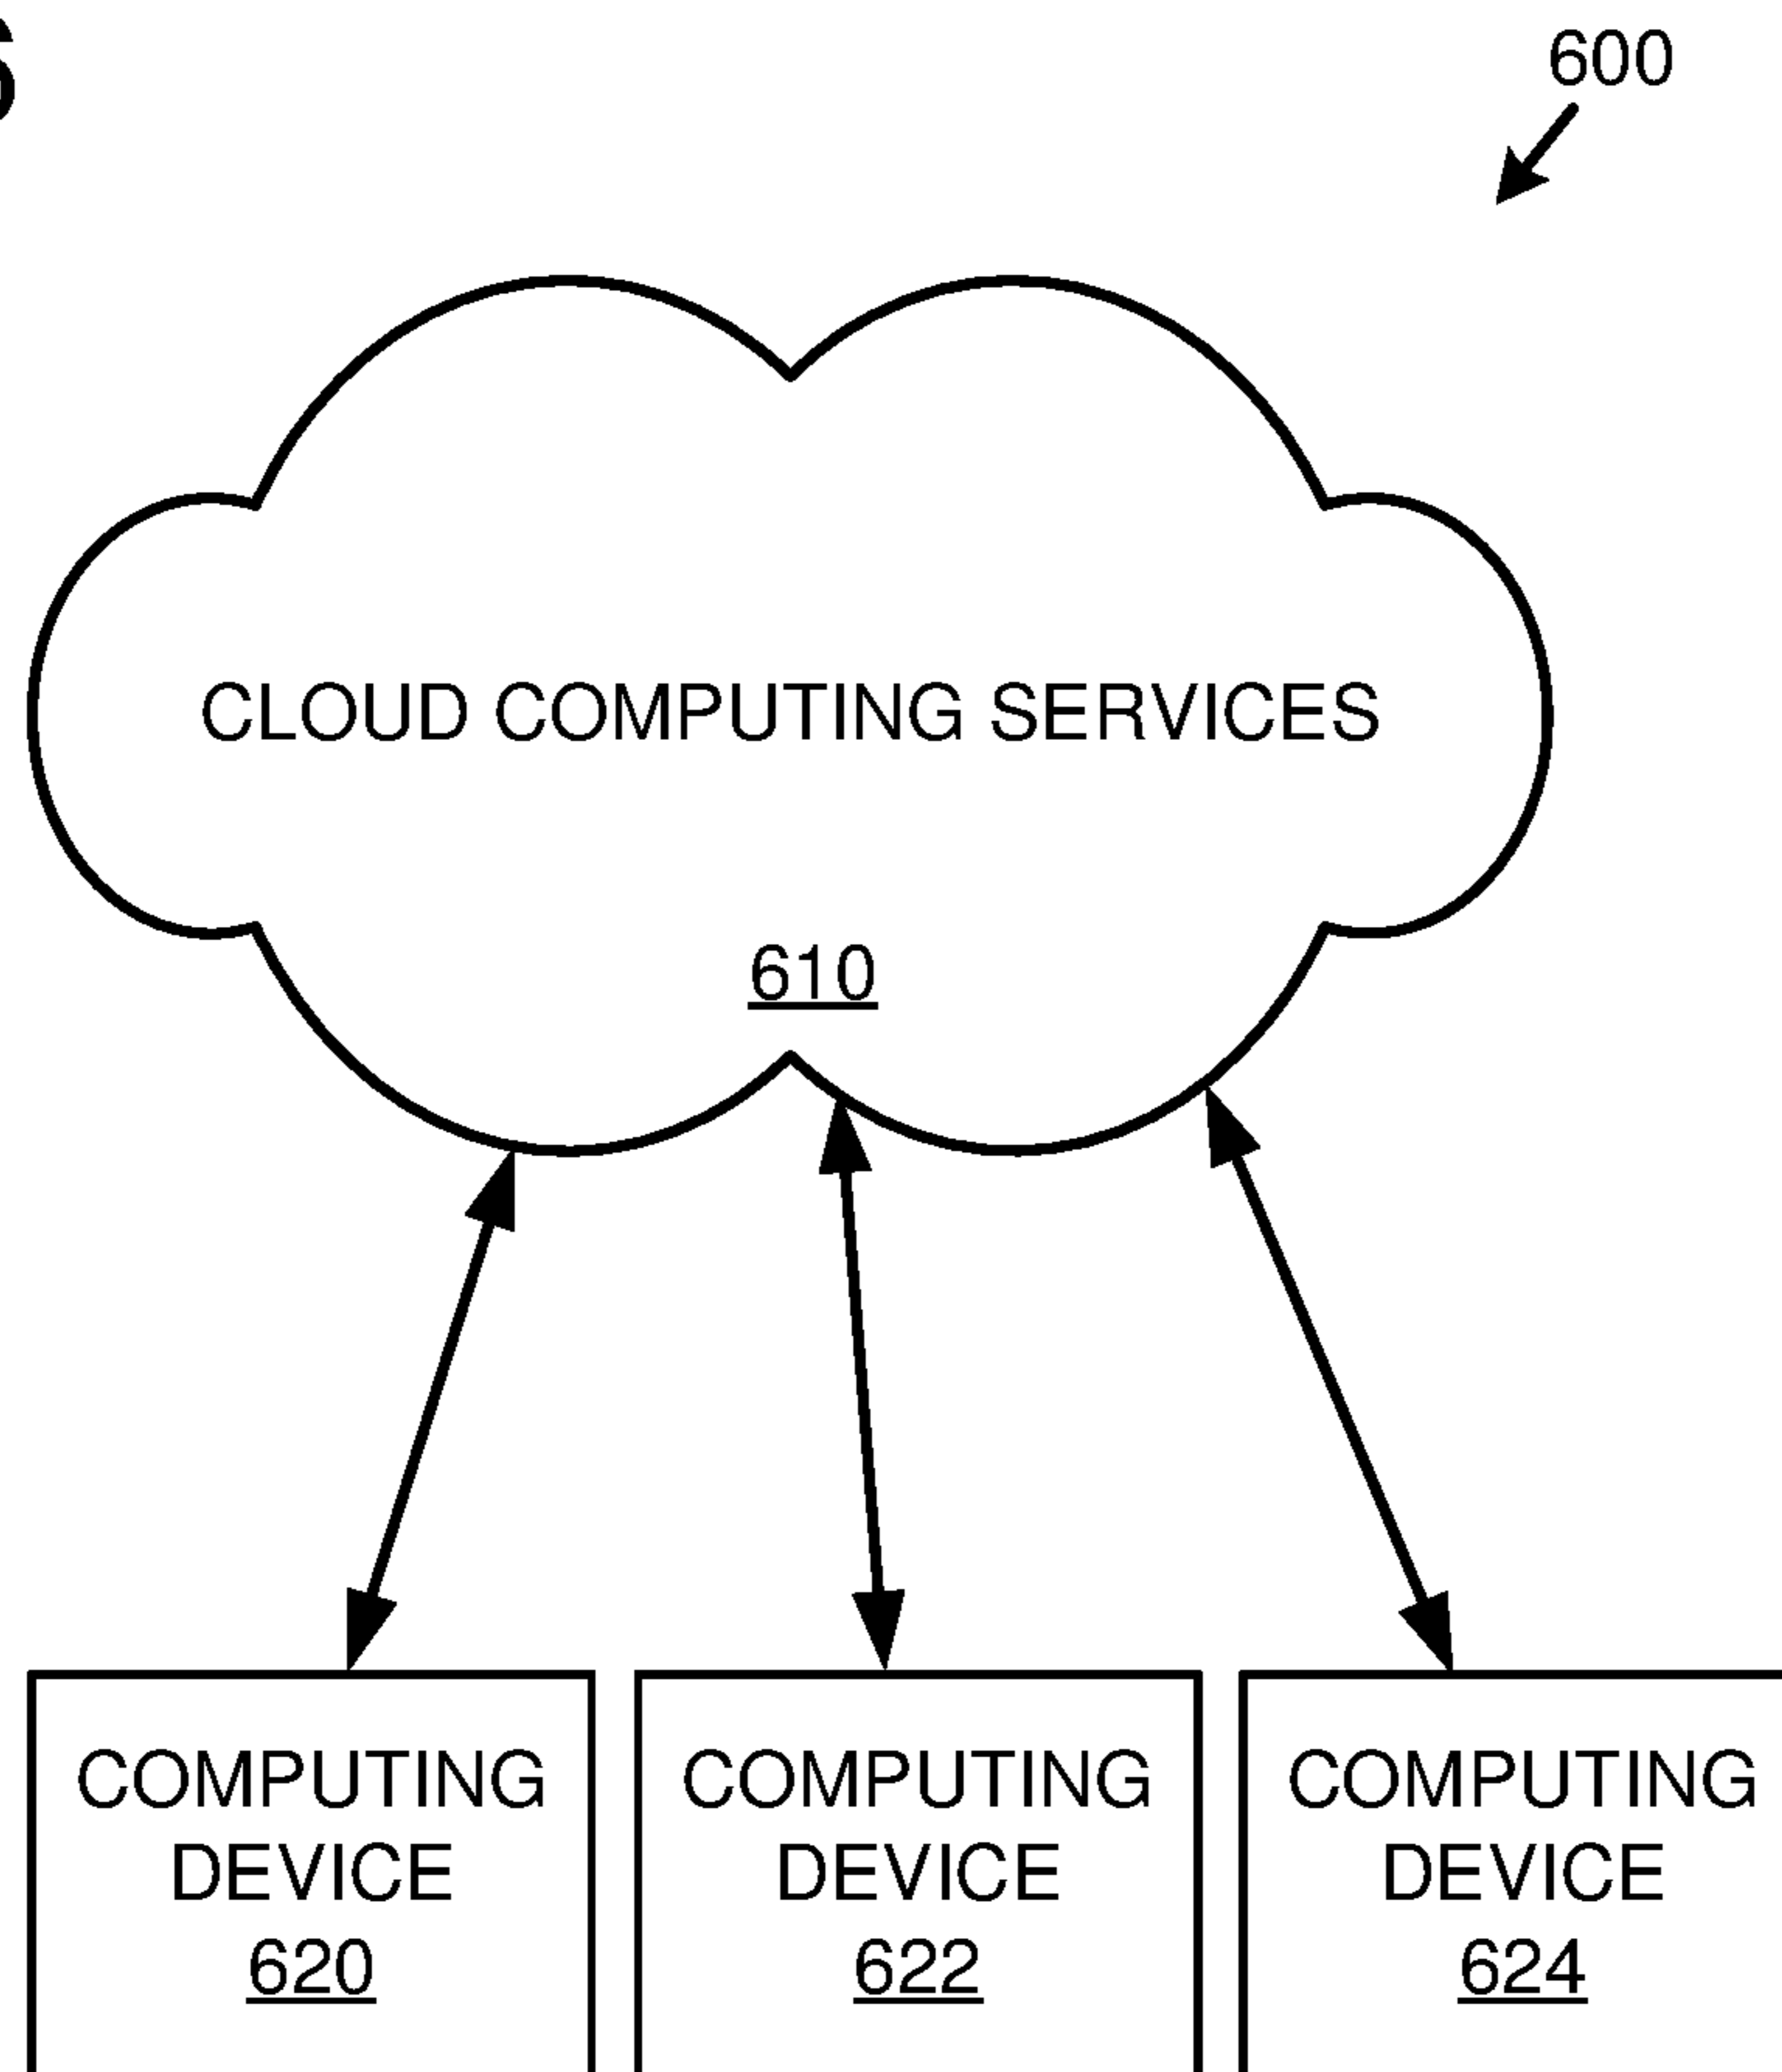 600
CLOUD COMPUTING SERVICES
610
COMPUTING
DEVICE
620
COMPUTING
DEVICE
622
COMPUTING
DEVICE
624